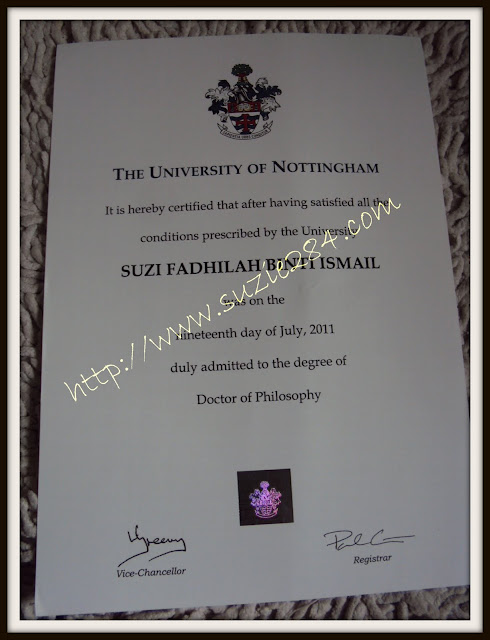 THE UNIVERSITY OF NOTTINGHAM
It is hereby certified that after having satisfied all the
conditions prescribed by the University
SUZI FADHILAH BINTI ISMAIL
was on the
nineteenth day of July, 2011
duly admitted to the degree of
Doctor of Philosophy
http://www.suzie284.com
Vice-Chancellor
Registrar